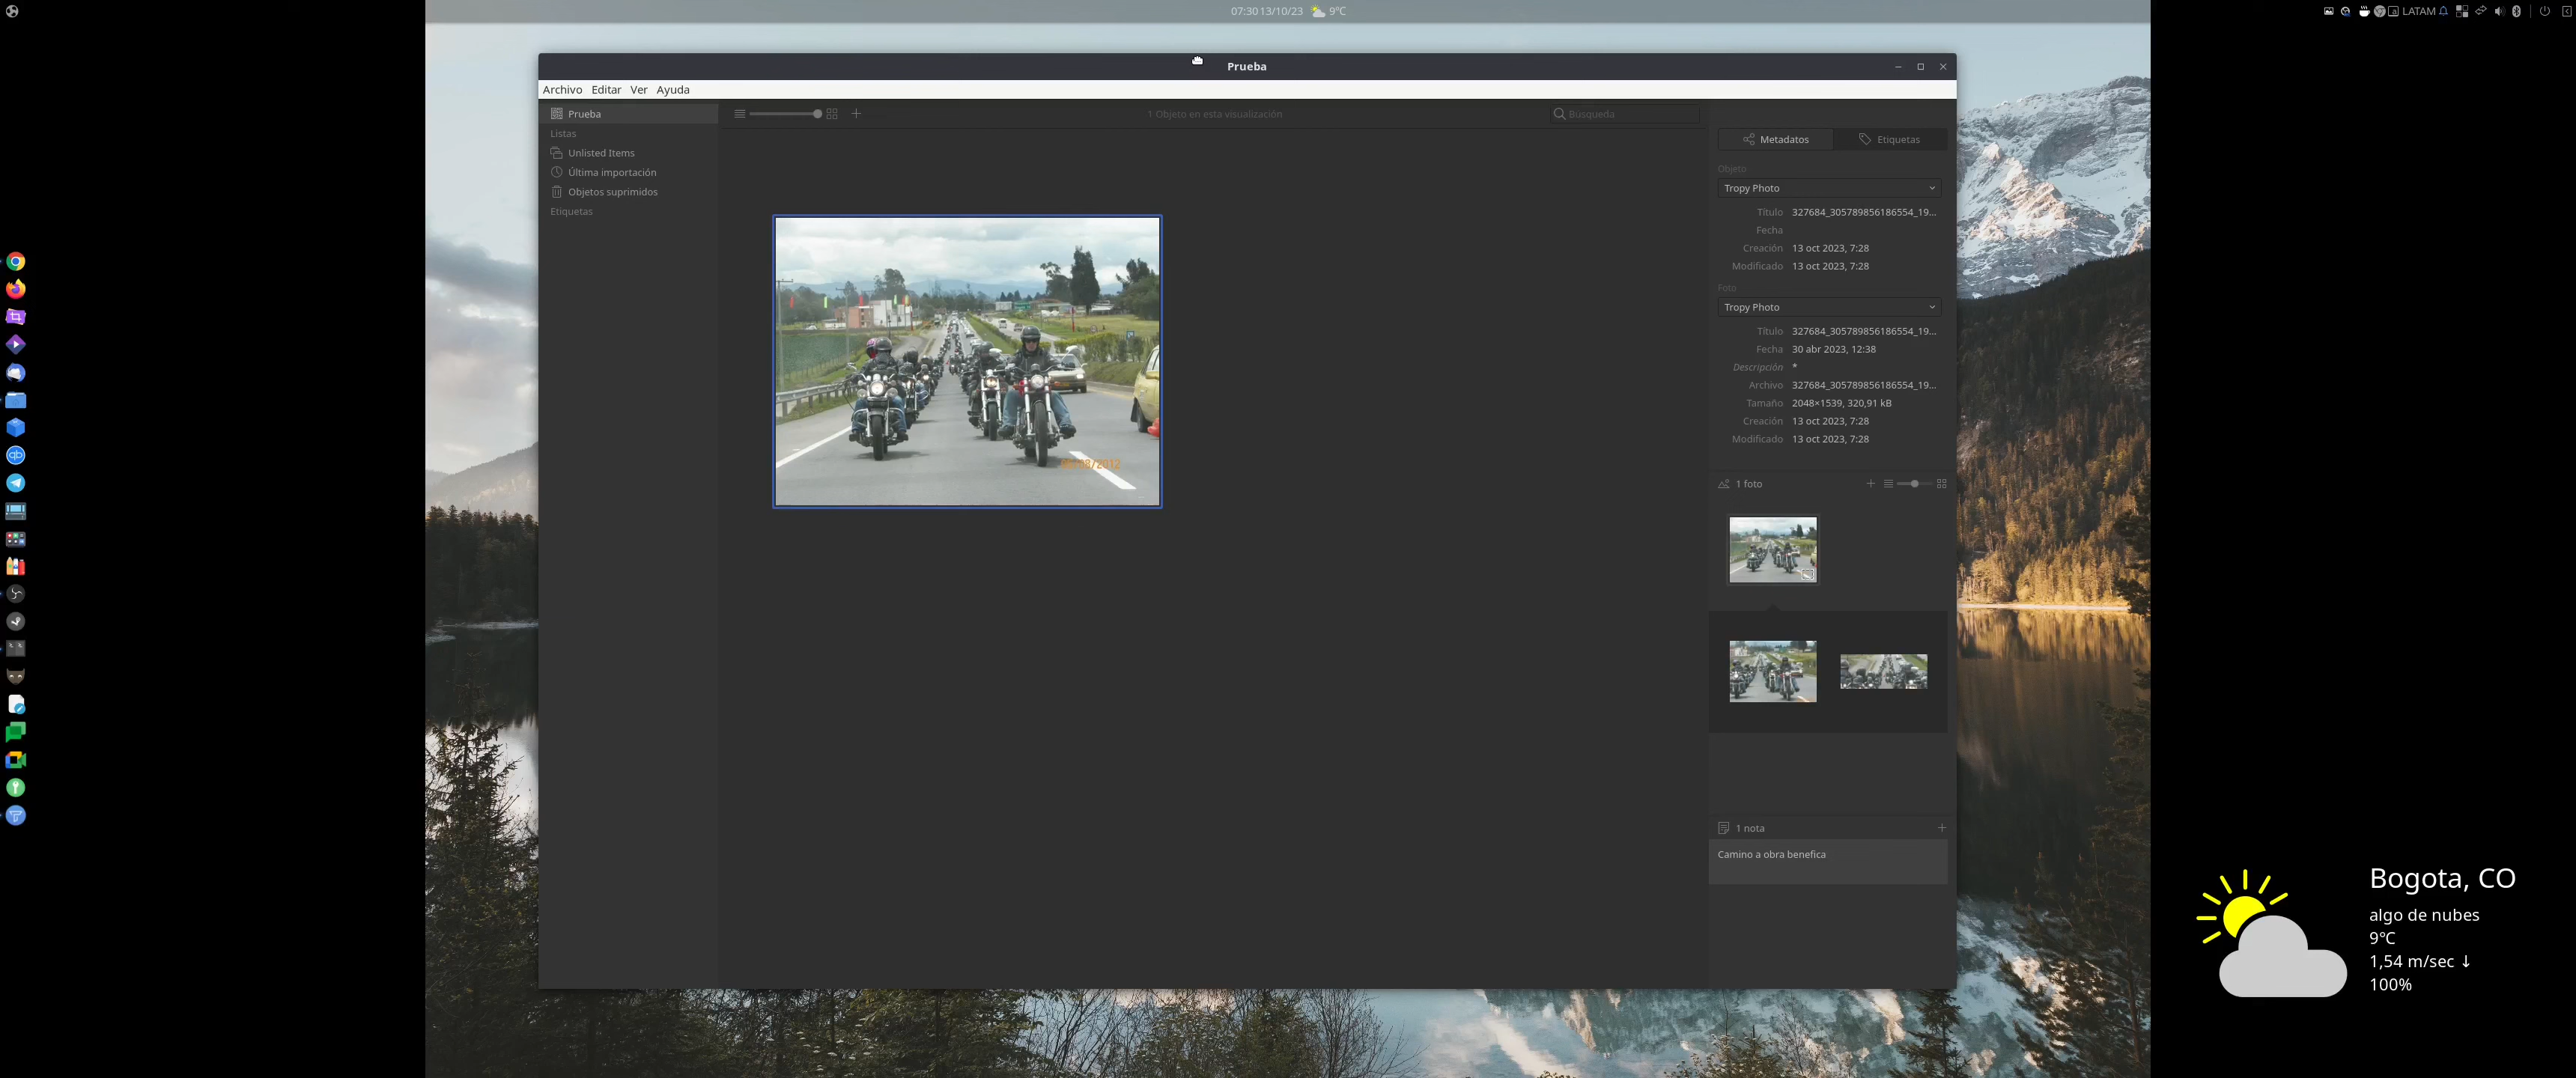 07:30 13/10/23 9°C
LATAM
Prueba
Archivo Editar Ver Ayuda
Prueba
Listas
Unlisted Items
Última importación
Objetos suprimidos
Etiquetas
1 Objeto en esta visualización
Búsqueda
Metadatos
Etiquetas
Objeto
Tropy Photo
Título 327684_305789856186554_19...
Fecha
Creación 13 oct 2023, 7:28
Modificado 13 oct 2023, 7:28
Foto
Tropy Photo
Título 327684_305789856186554_19...
Fecha 30 abr 2023, 12:38
Descripción *
Archivo 327684_305789856186554_19...
Tamaño 2048×1539, 320,91 kB
Creación 13 oct 2023, 7:28
Modificado 13 oct 2023, 7:28
1 foto
1 nota
Camino a obra benefica
Bogota, CO
algo de nubes
9°C
1,54 m/sec ↓
100%